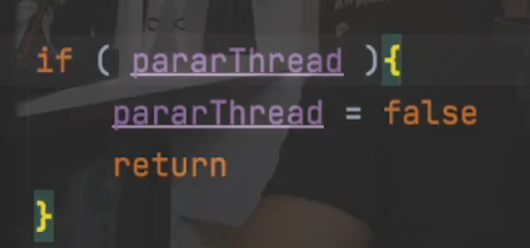 if ( pararThread ){
pararThread = false
return
}